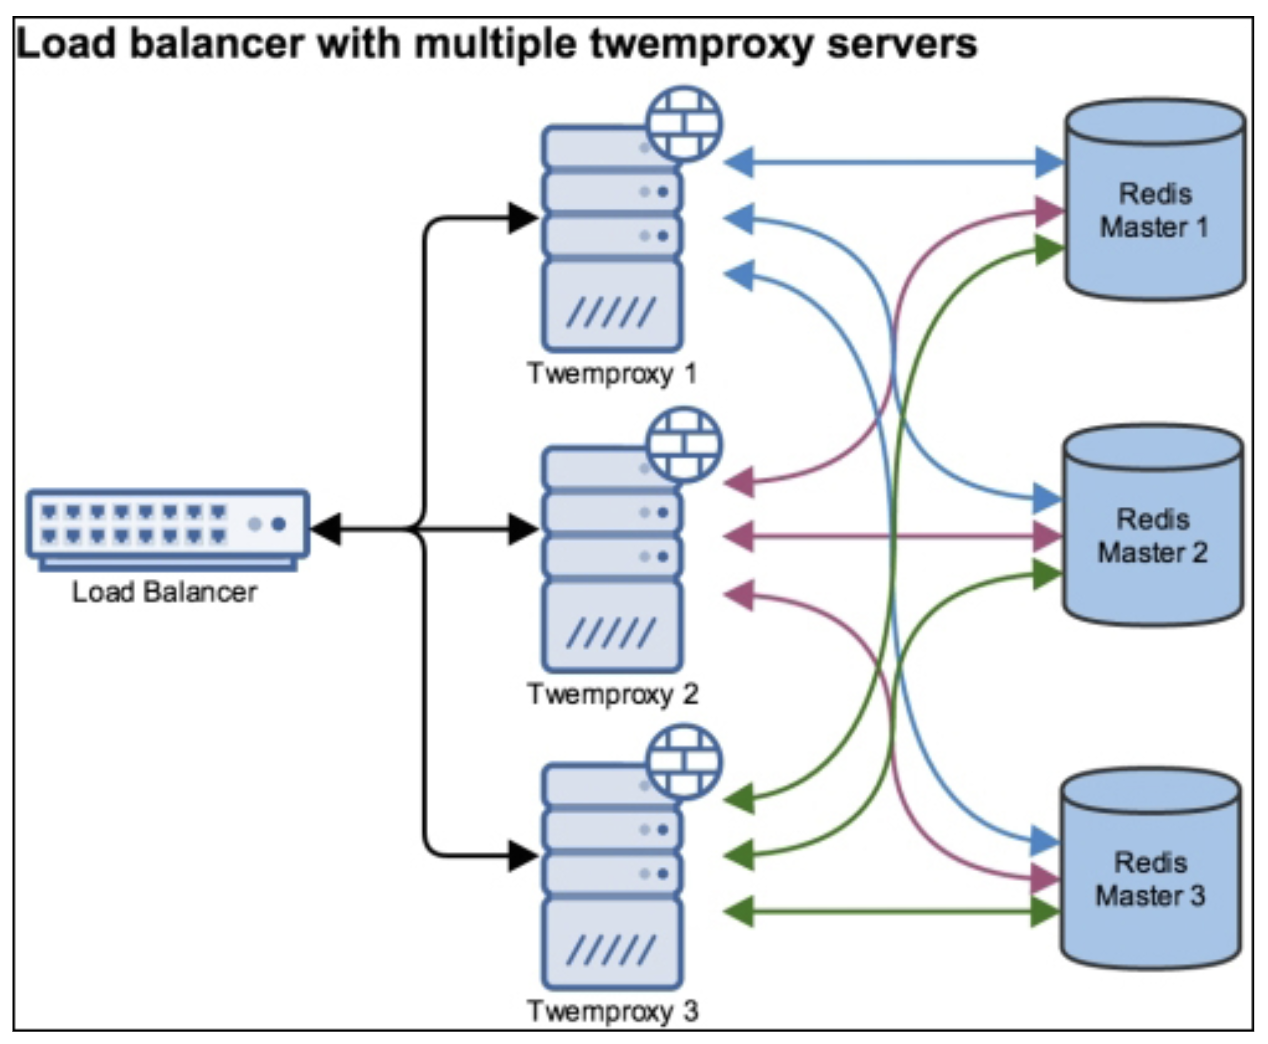 Load balancer with multiple twemproxy servers
Redis
Master 1
Twemproxy 1
Redis
Master 2
Load Balancer
Twemproxy 2
Redis
Master 3
Twemproxy 3